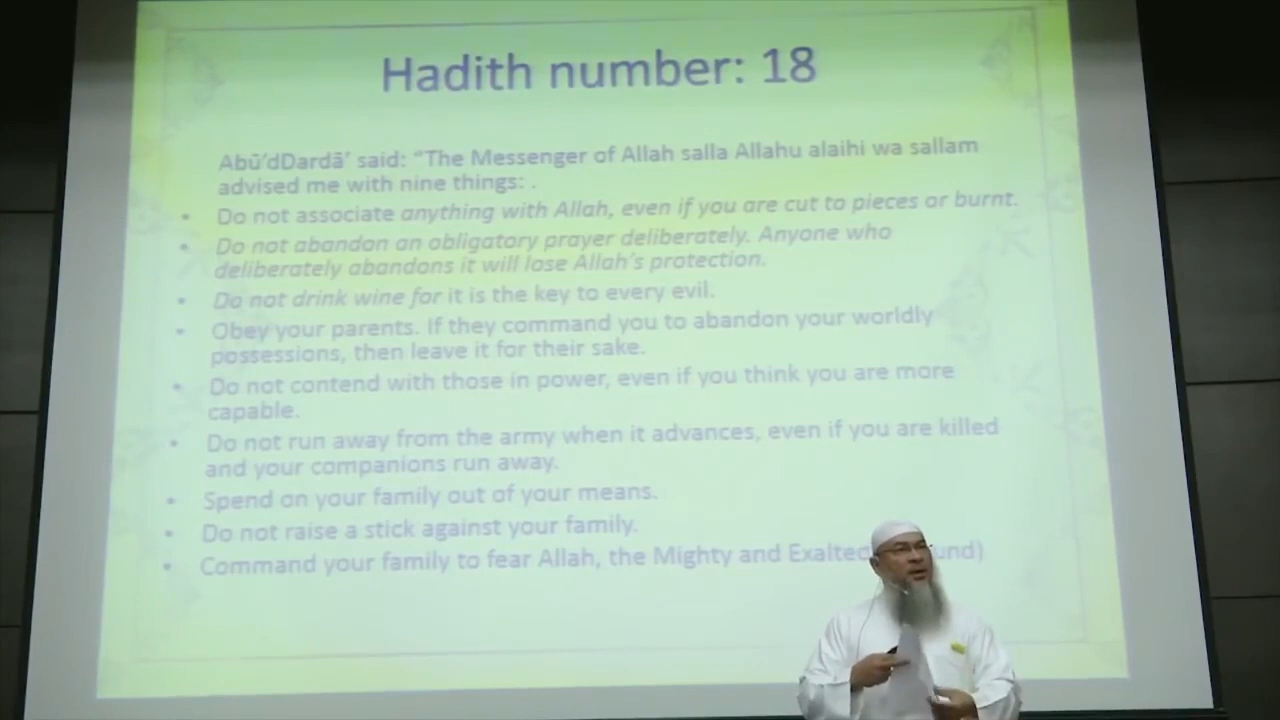 Hadith number: 18
Abū'dDardā' said: "The Messenger of Allah salla Allahu alaihi wa sallam
advised me with nine things: .
• Do not associate anything with Allah, even if you are cut to pieces or burnt.
• Do not abandon an obligatory prayer deliberately. Anyone who
deliberately abandons it will lose Allah's protection.
• Do not drink wine for it is the key to every evil.
• Obey your parents. If they command you to abandon your worldly
possessions, then leave it for their sake.
• Do not contend with those in power, even if you think you are more
capable.
• Do not run away from the army when it advances, even if you are killed
and your companions run away.
• Spend on your family out of your means.
• Do not raise a stick against your family.
• Command your family to fear Allah, the Mighty and Exalted